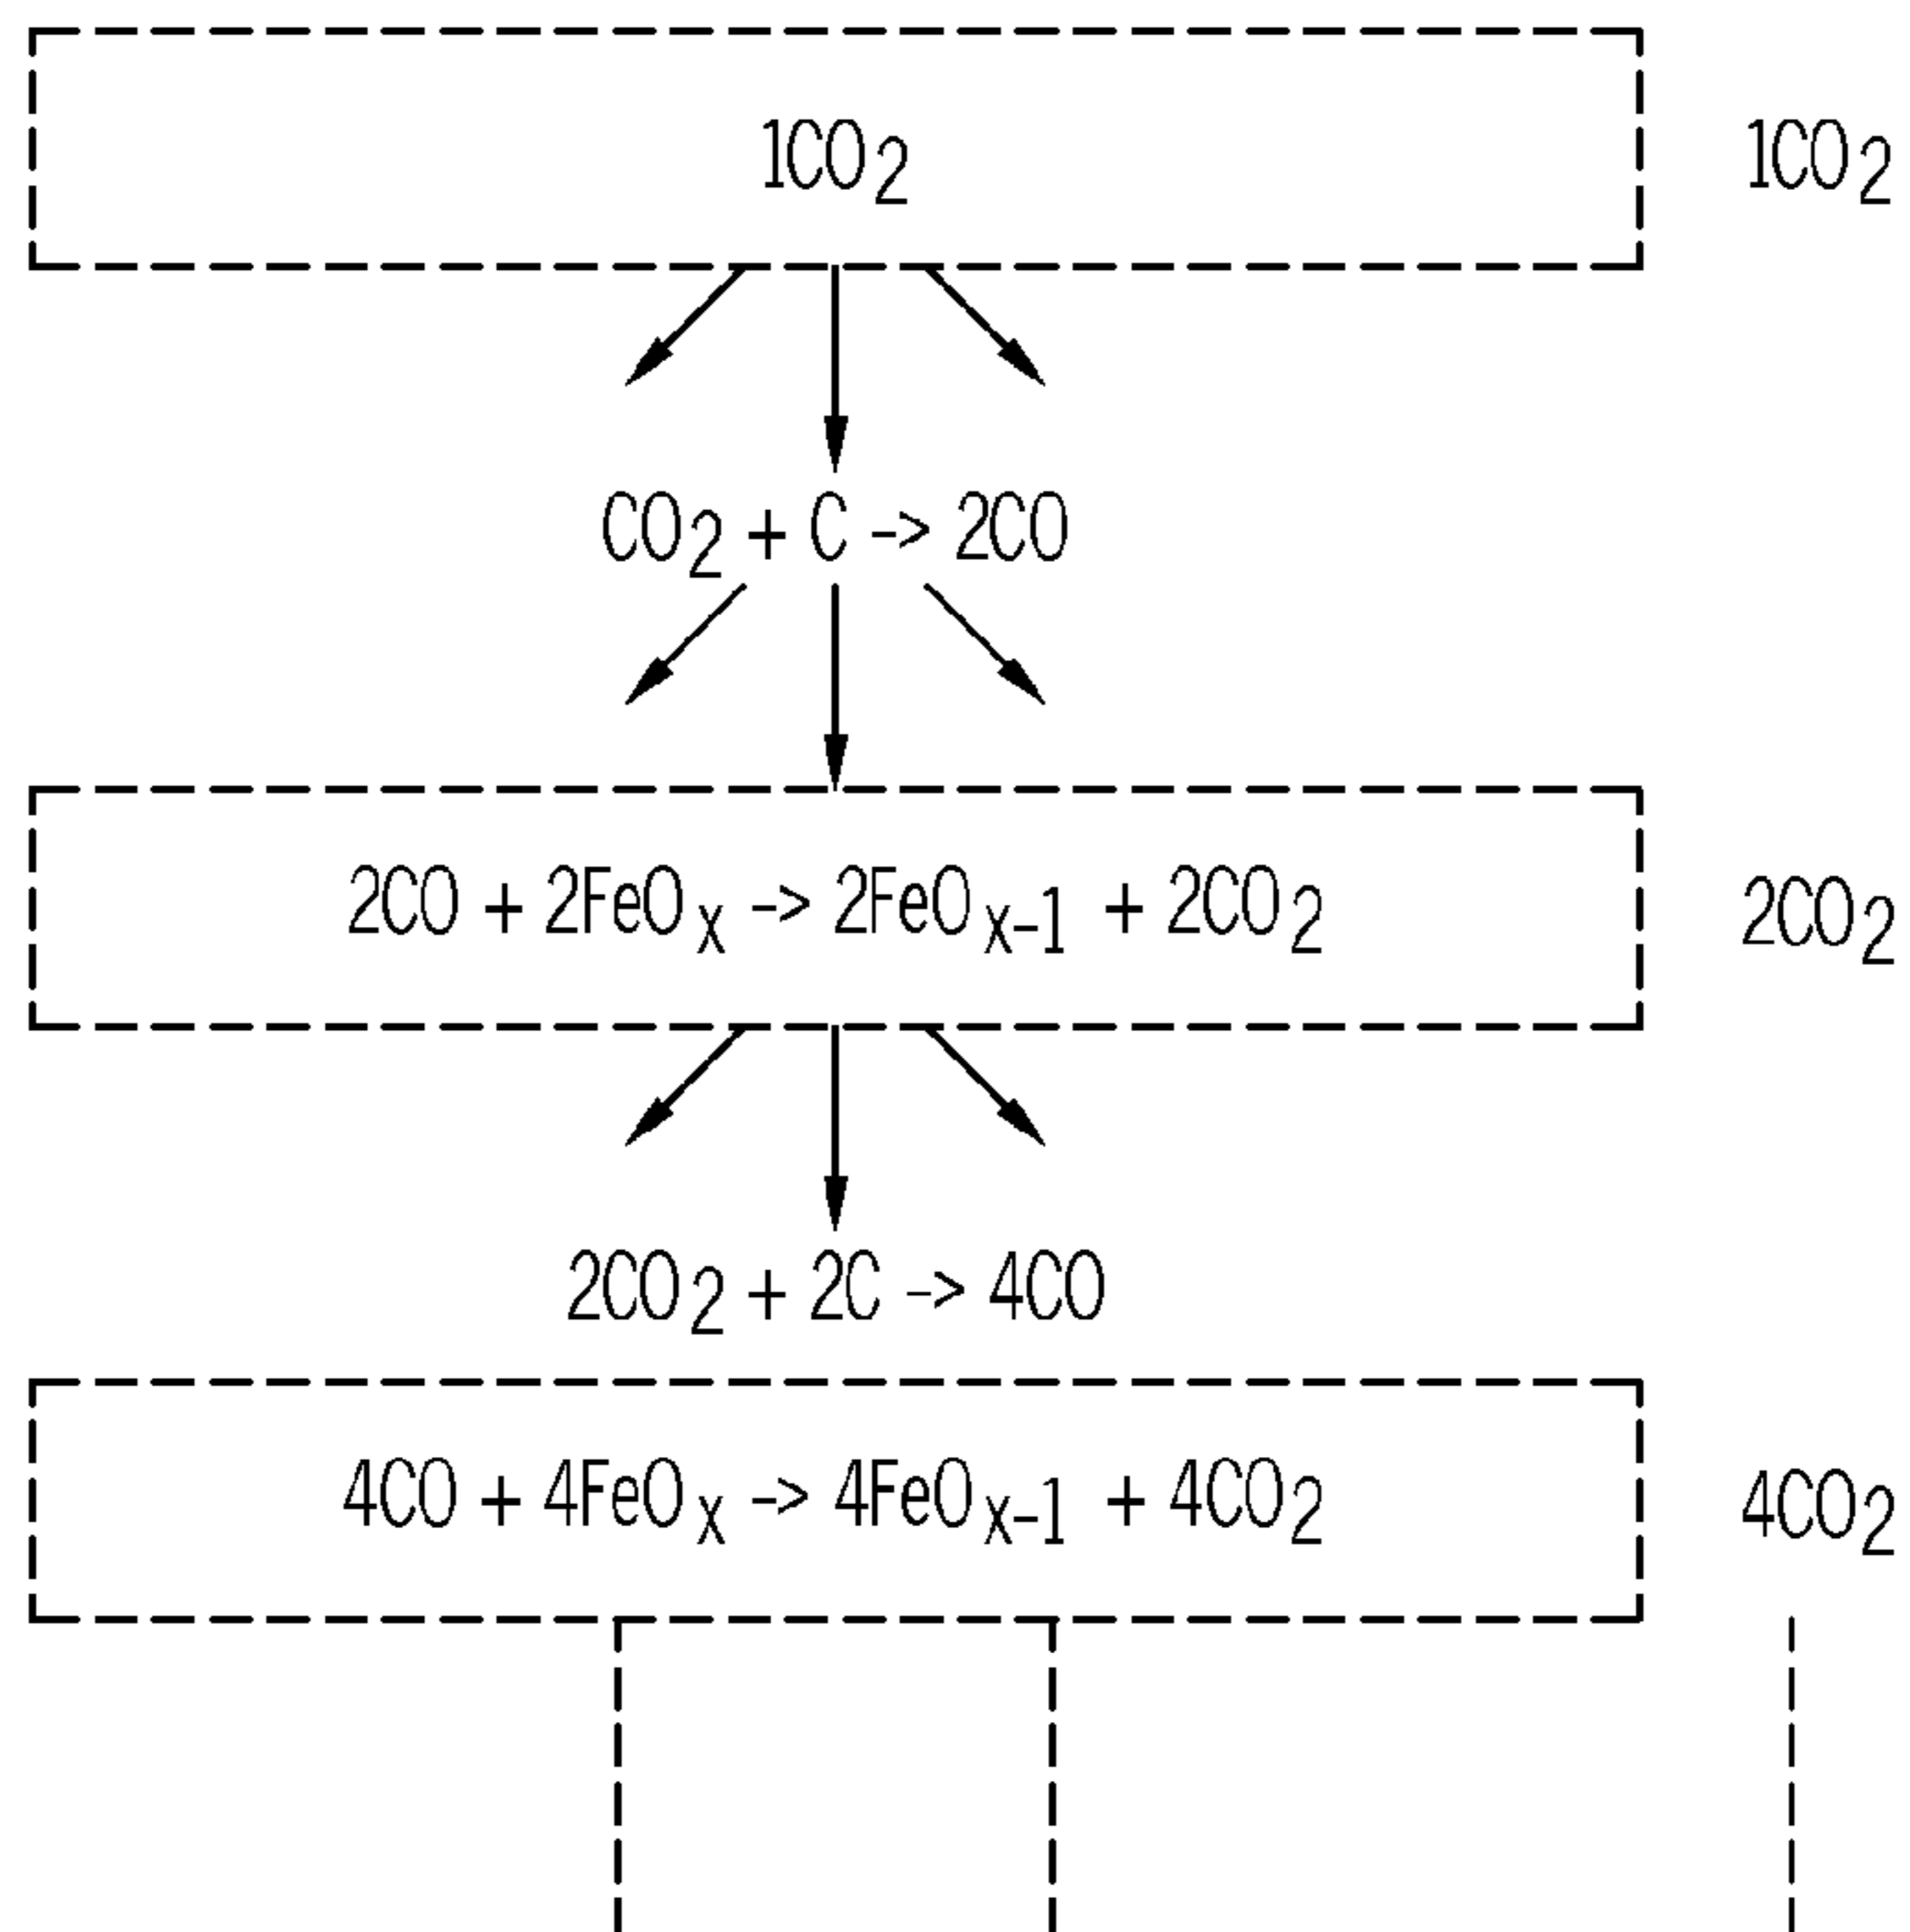 1CO₂ 1CO₂
CO₂ + C -> 2CO
2CO + 2FeOₓ -> 2FeOₓ₋₁ + 2CO₂ 2CO₂
2CO₂ + 2C -> 4CO
4CO + 4FeOₓ -> 4FeOₓ₋₁ + 4CO₂ 4CO₂